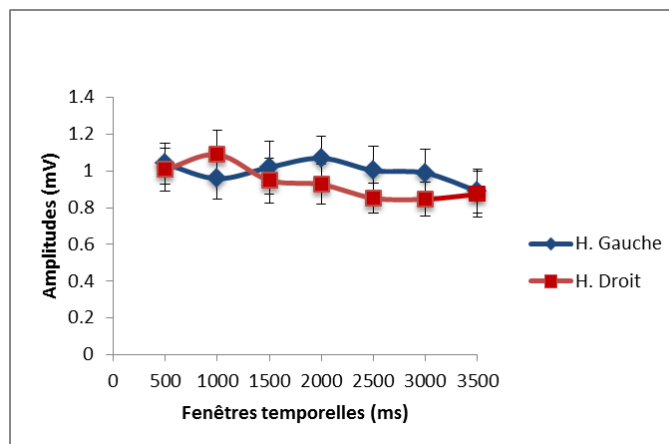 Amplitudes (mV)
1.4
1.2
1
0.8
0.6
0.4
0.2
0
0 500 1000 1500 2000 2500 3000 3500
Fenêtres temporelles (ms)
H. Gauche
H. Droit